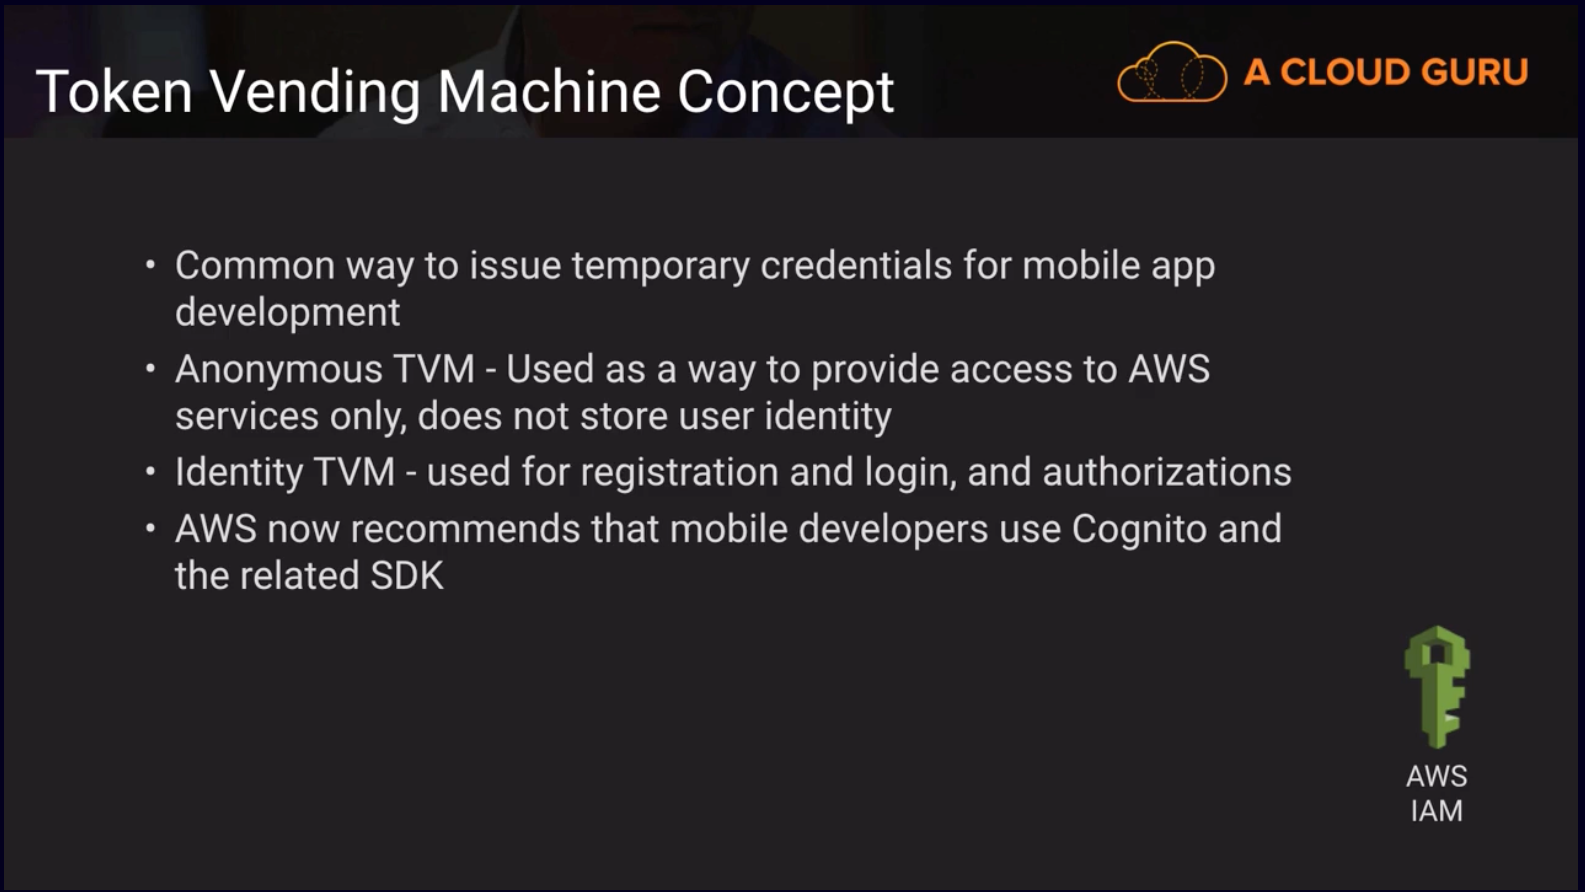 Token Vending Machine Concept
A CLOUD GURU
• Common way to issue temporary credentials for mobile app
development
• Anonymous TVM - Used as a way to provide access to AWS
services only, does not store user identity
• Identity TVM - used for registration and login, and authorizations
• AWS now recommends that mobile developers use Cognito and
the related SDK
AWS
IAM